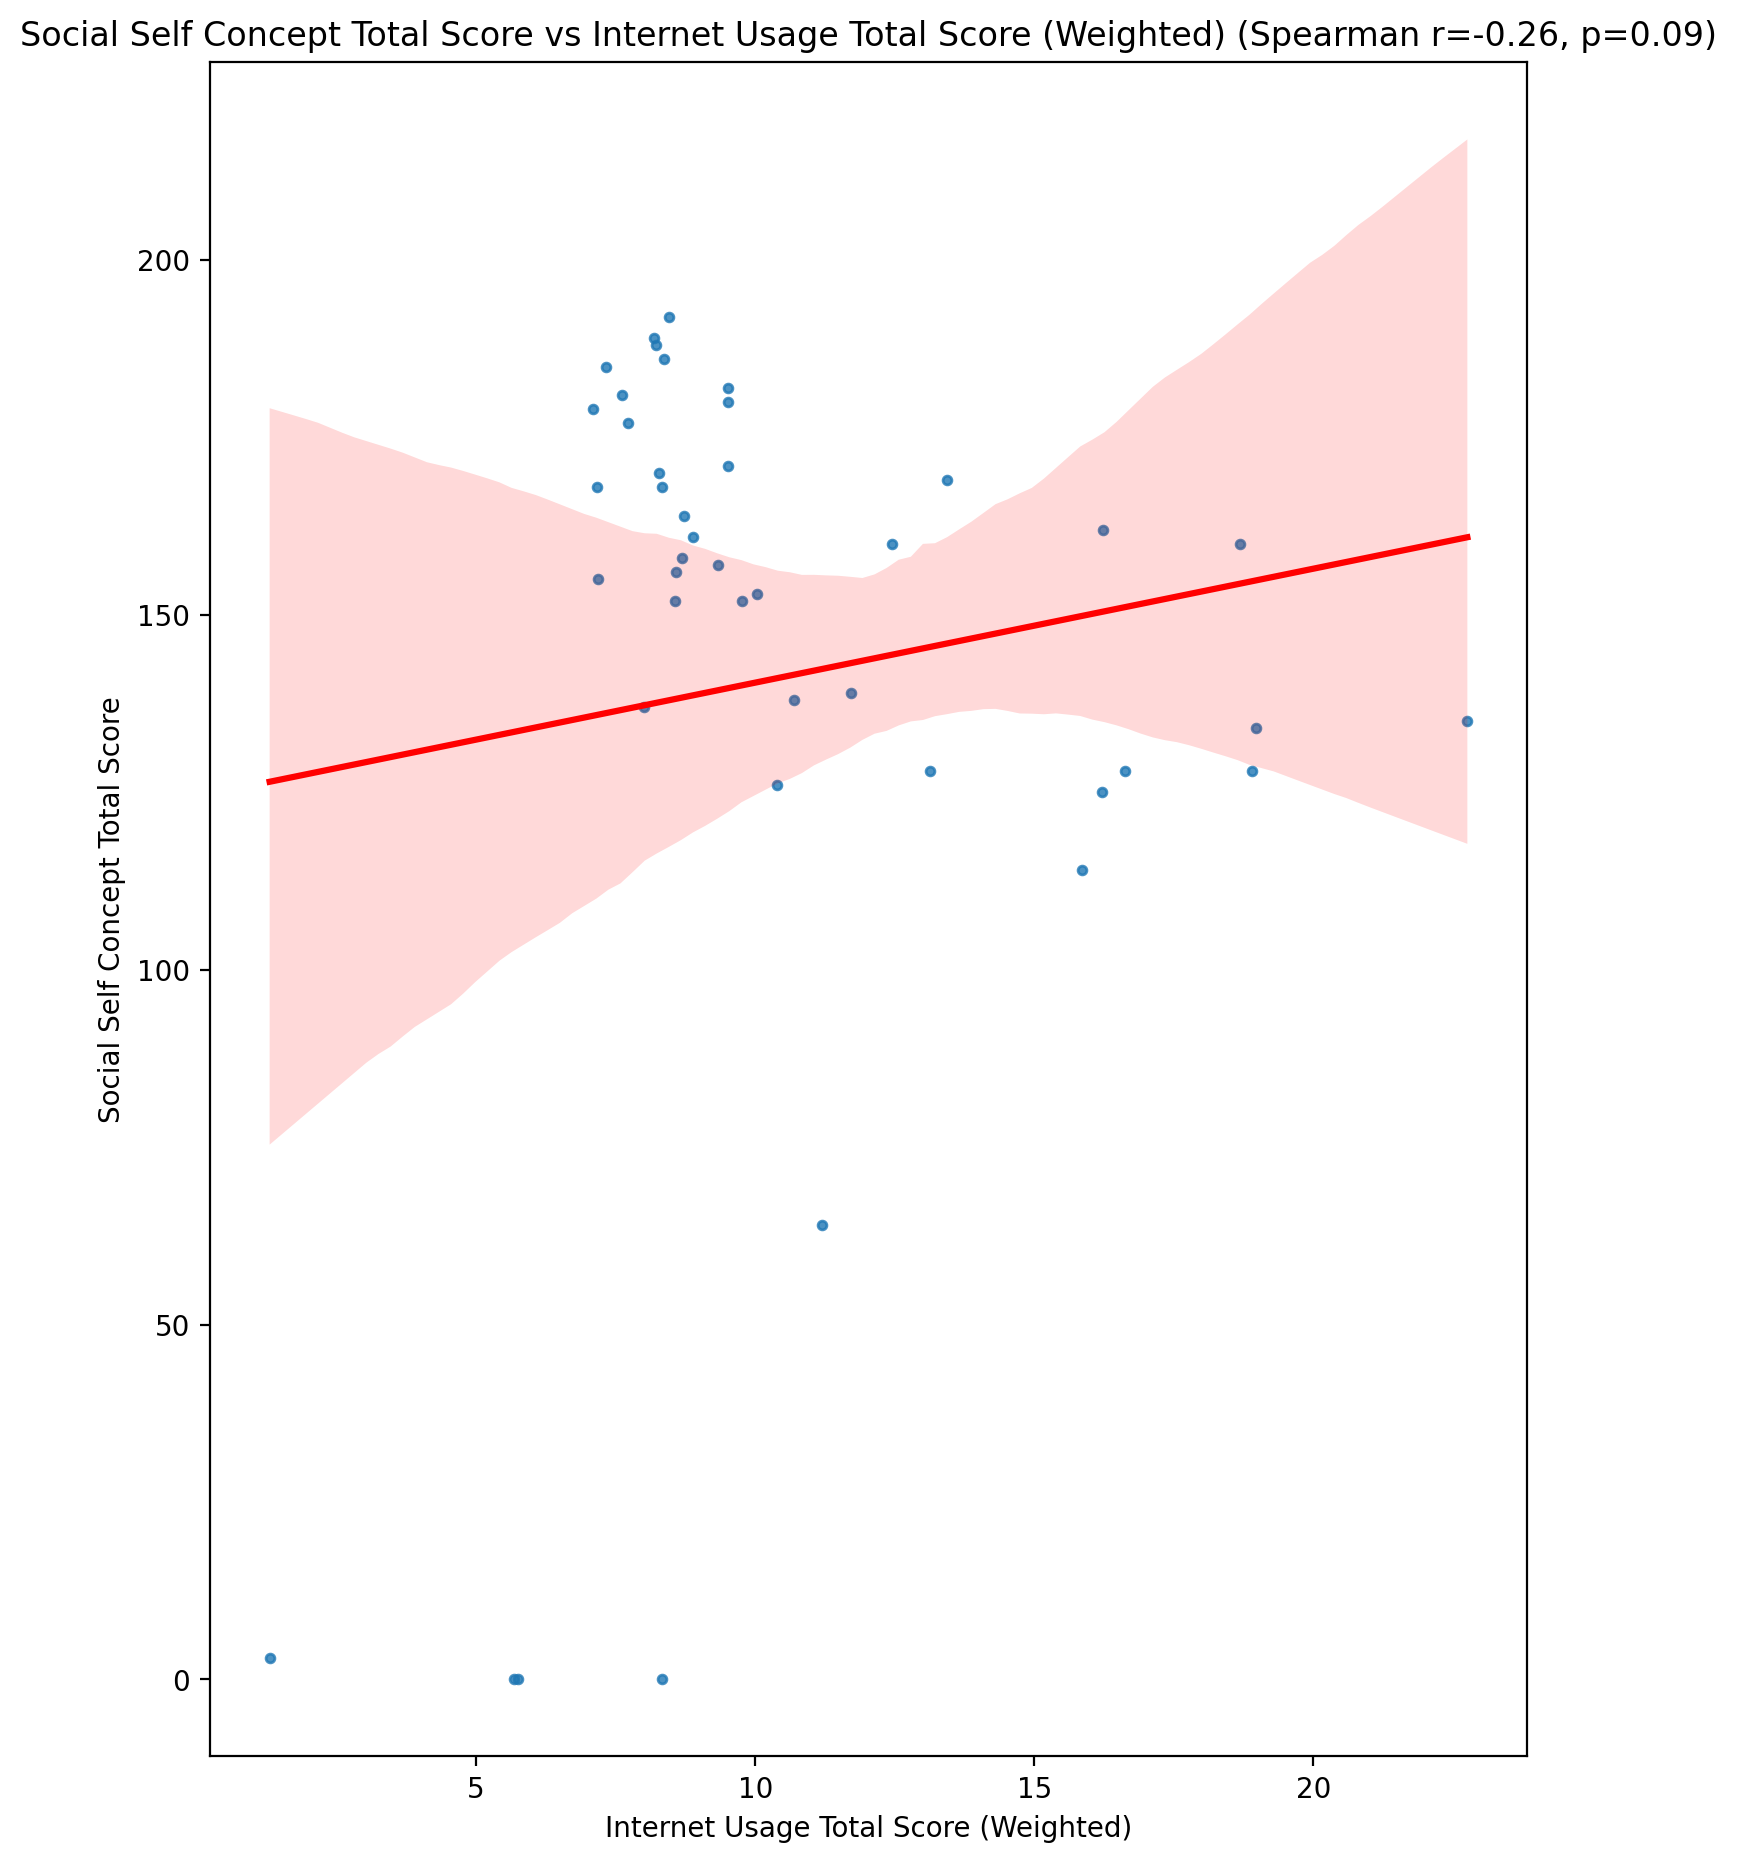 Social Self Concept Total Score vs Internet Usage Total Score (Weighted) (Spearman r=-0.26, p=0.09)
200
150
100
50
0
Social Self Concept Total Score
5 10 15 20
Internet Usage Total Score (Weighted)